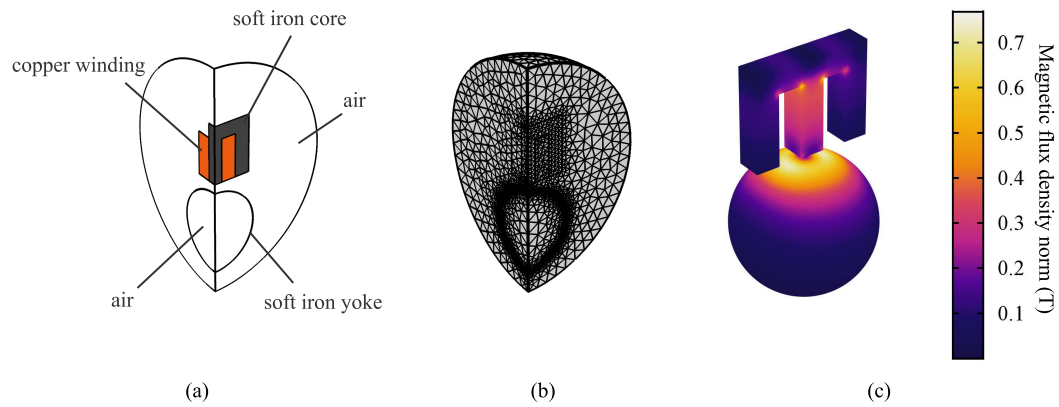 soft iron core
copper winding
air
air
soft iron yoke
(a)
(b)
0.7
0.6
0.5
0.4
0.3
0.2
0.1
Magnetic flux density norm (T)
(c)